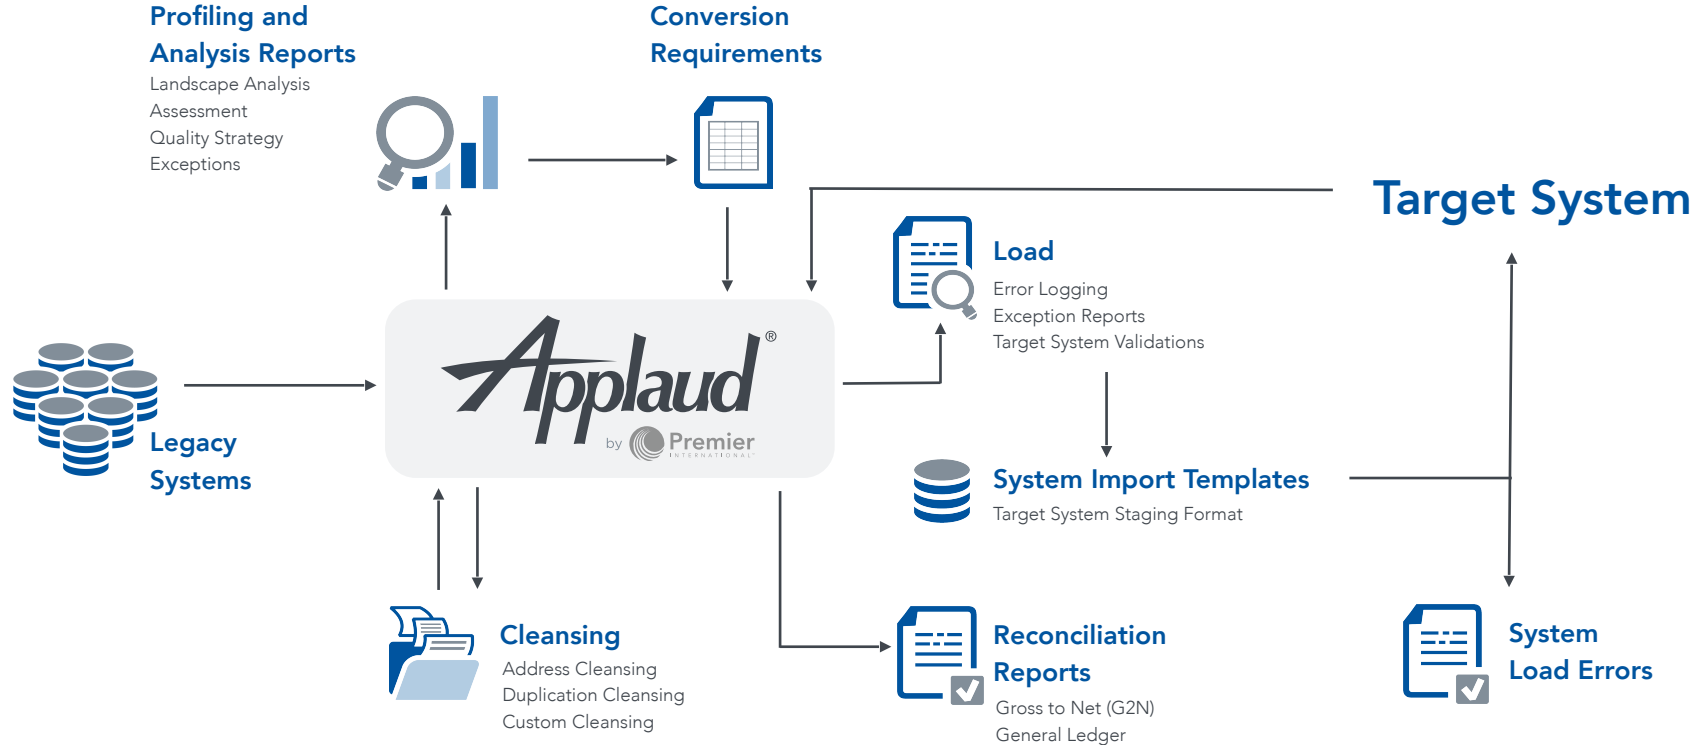 Profiling and
Analysis Reports
Landscape Analysis
Assessment
Quality Strategy
Exceptions
Conversion
Requirements
Target System
Load
Error Logging
Exception Reports
Target System Validations
Applaud®
by Premier
INTERNATIONAL
Legacy
Systems
System Import Templates
Target System Staging Format
Cleansing
Address Cleansing
Duplication Cleansing
Custom Cleansing
Reconciliation
Reports
Gross to Net (G2N)
General Ledger
System
Load Errors